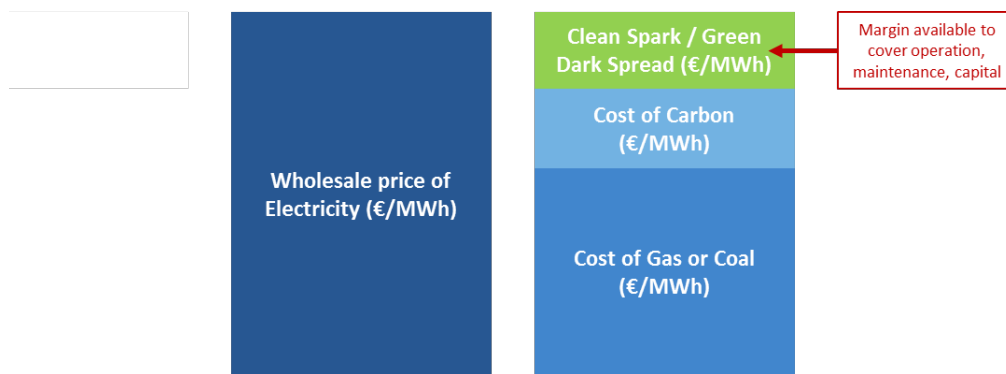 Wholesale price of
Electricity (€/MWh)
Clean Spark / Green
Dark Spread (€/MWh)
Cost of Carbon
(€/MWh)
Cost of Gas or Coal
(€/MWh)
Margin available to
cover operation,
maintenance, capital